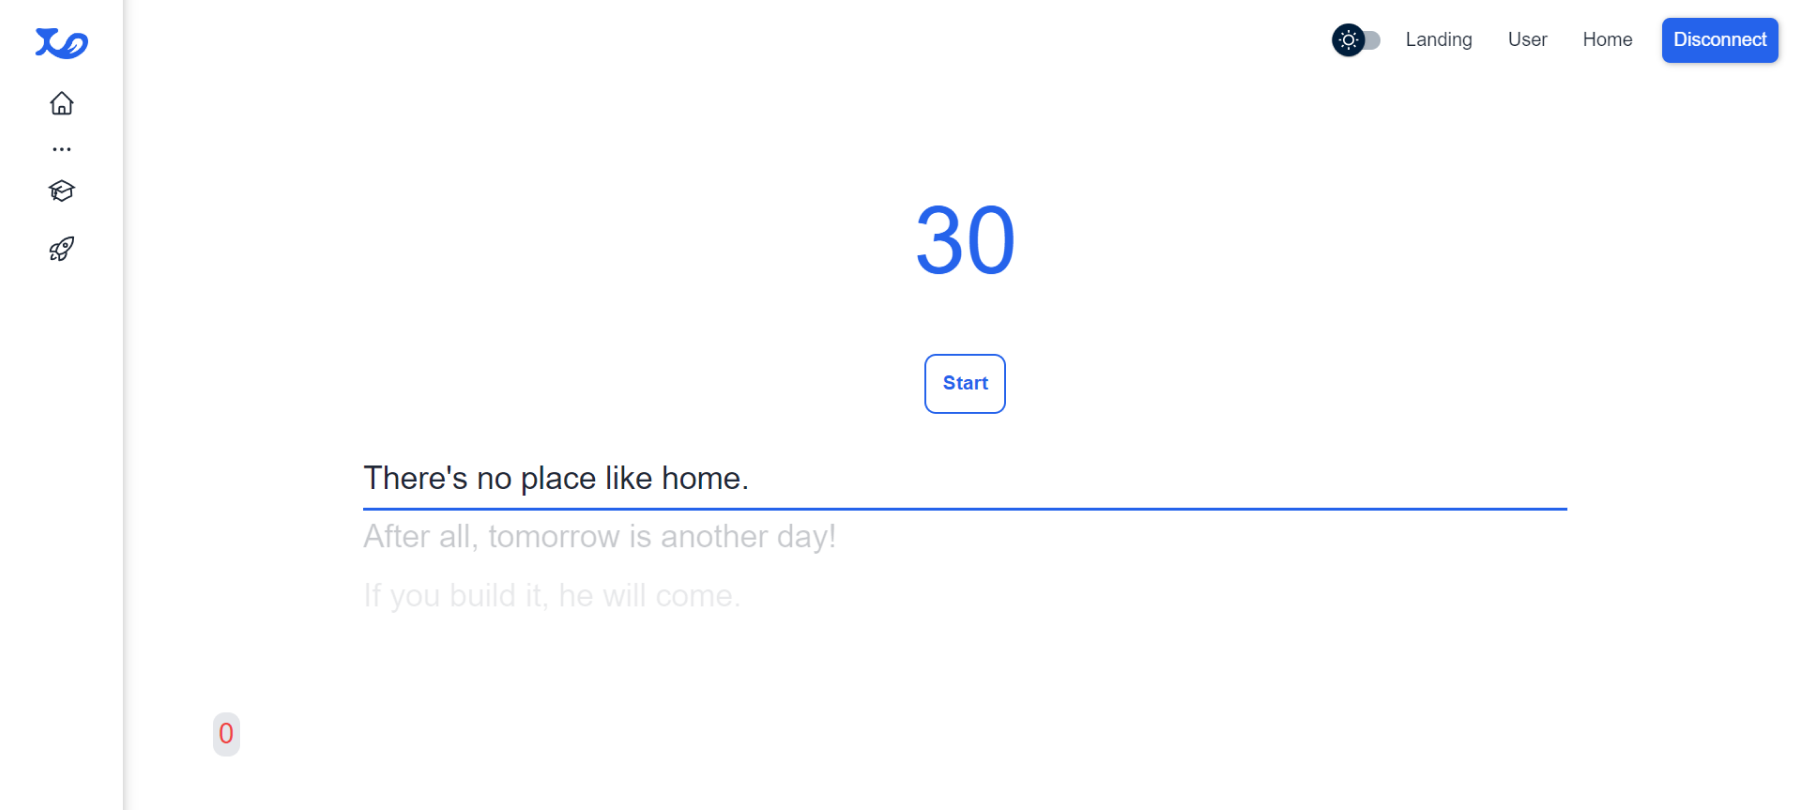 Landing User Home Disconnect
30
Start
There's no place like home.
After all, tomorrow is another day!
If you build it, he will come.
0